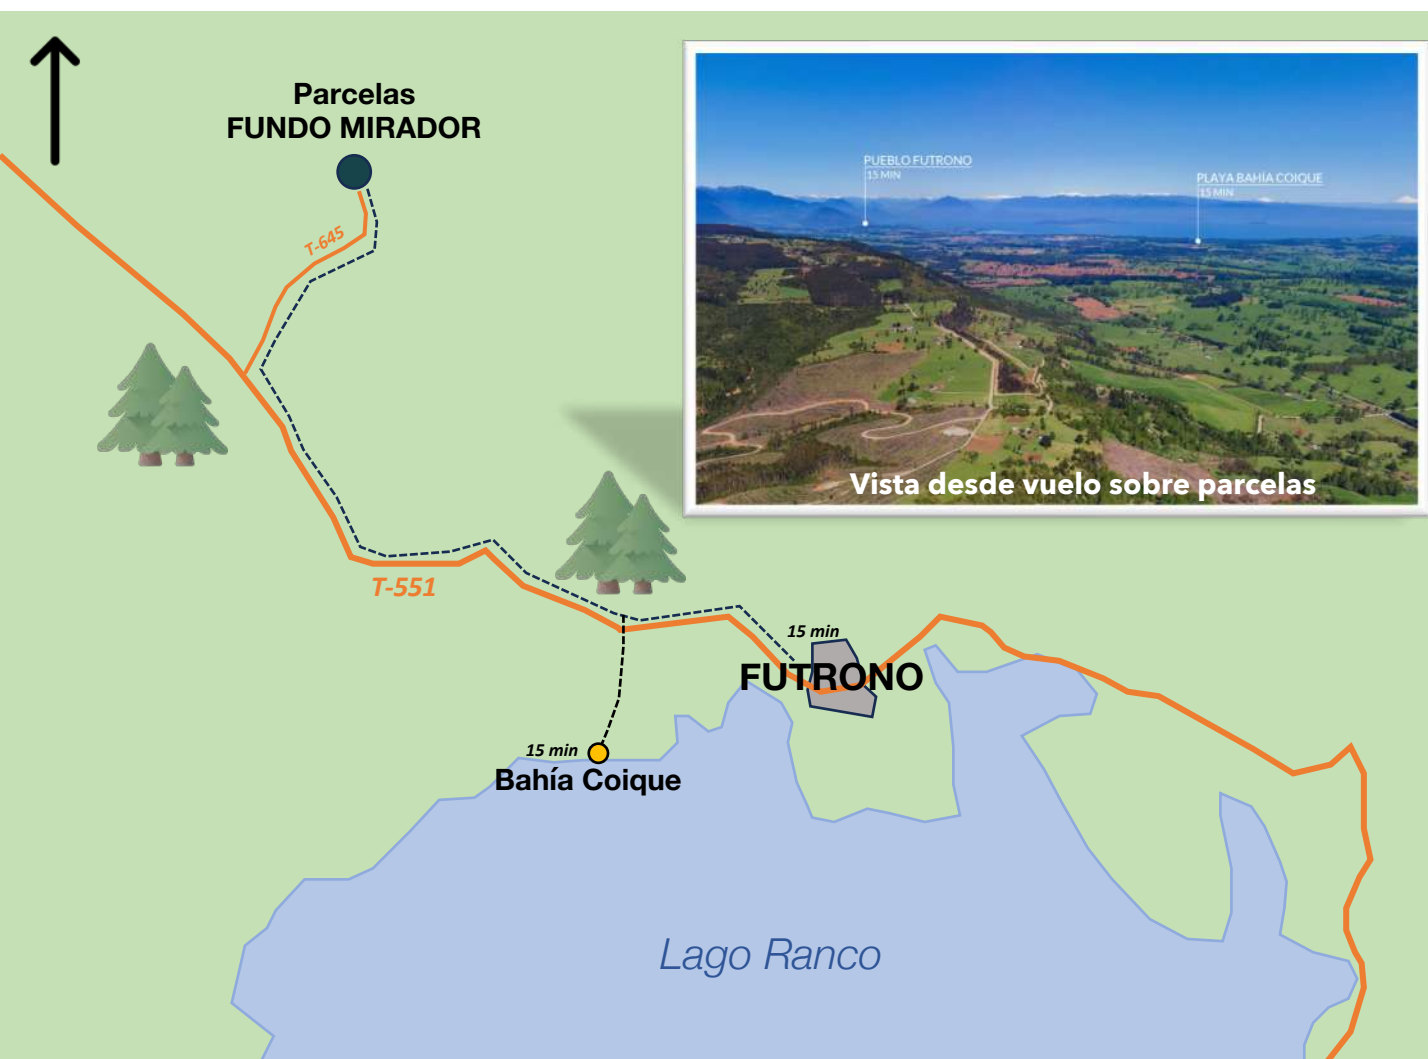 Parcelas
FUNDO MIRADOR
T-645
PUEBLO FUTRONO
15 MIN
PLAYA BAHÍA COIQUE
15 MIN
Vista desde vuelo sobre parcelas
T-551
15 min
FUTRONO
15 min
Bahía Coique
Lago Ranco